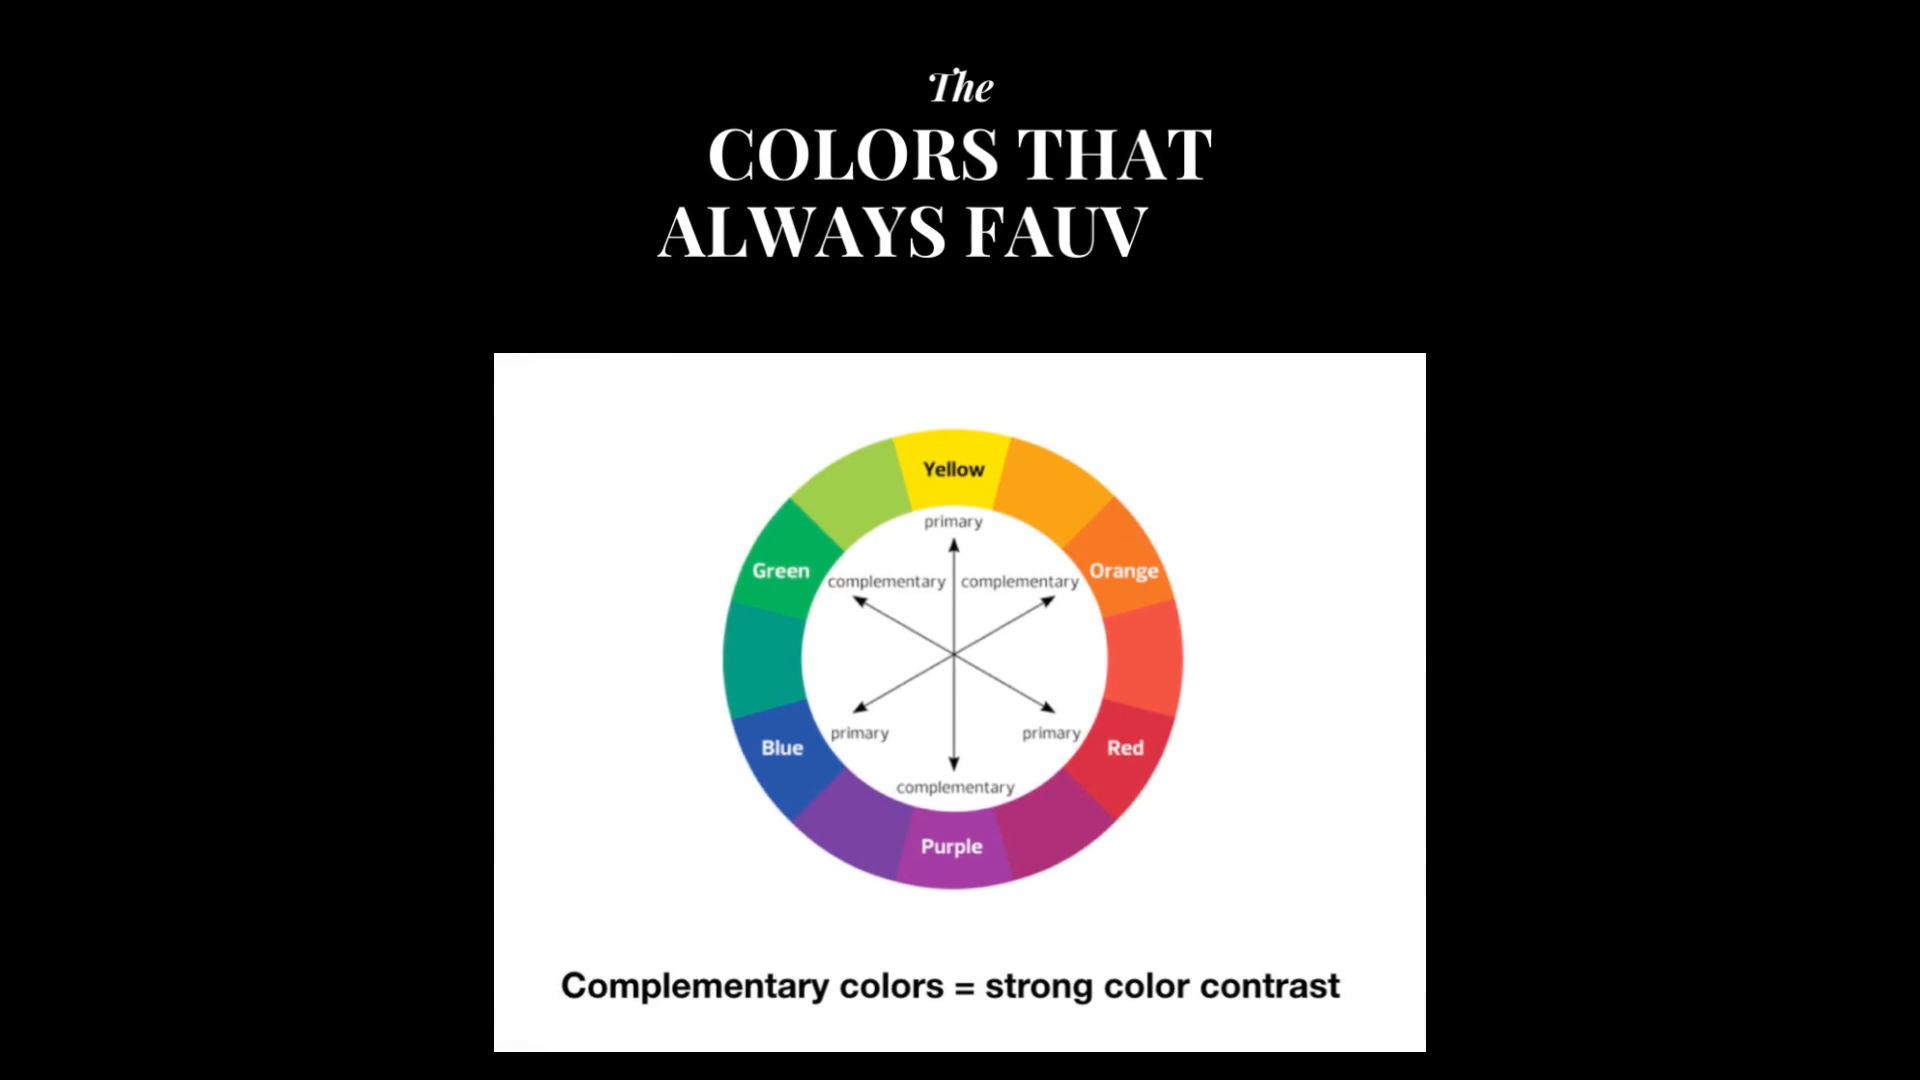 The
COLORS THAT
ALWAYS FAUV
Yellow
primary
Green
Orange
complementary
complementary
primary
primary
Blue
Red
complementary
Purple
Complementary colors = strong color contrast